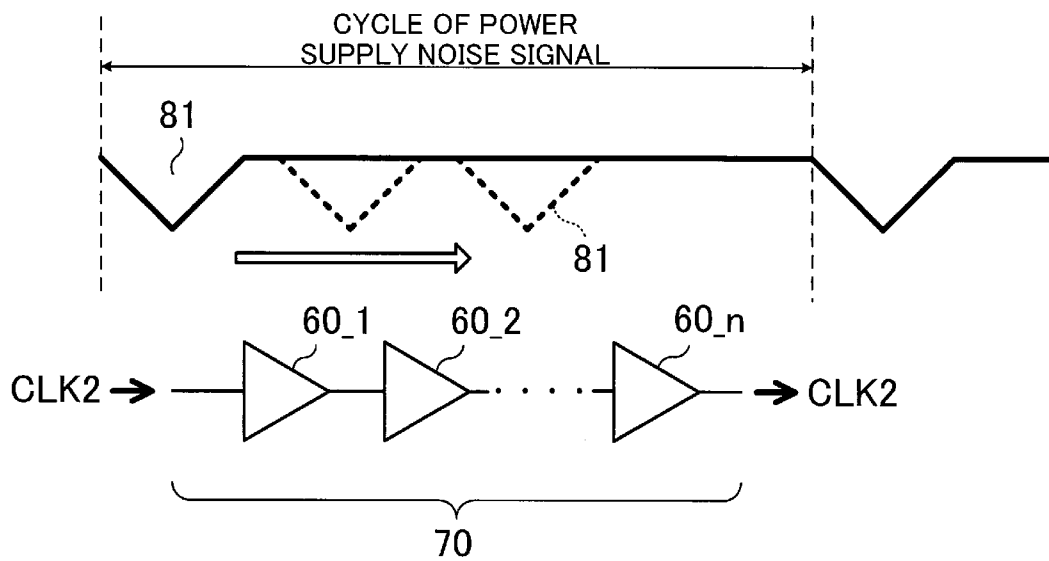 CYCLE OF POWER
SUPPLY NOISE SIGNAL
81
81
60_1
60_2
60_n
CLK2
CLK2
70